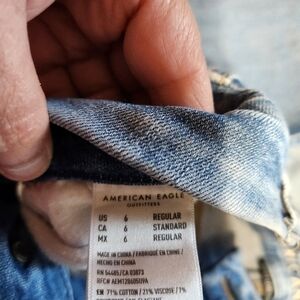 AMERICAN EAGLE
OUTFITTERS
US 6 REGULAR
CA 6 STANDARD
MX 6 REGULAR
MADE IN CHINA / FABRIQUÉ EN CHINE /
HECHO EN CHINA
RN 54485/CA 03873
EN 71% COTTON / 21% VISCOSE / 7%